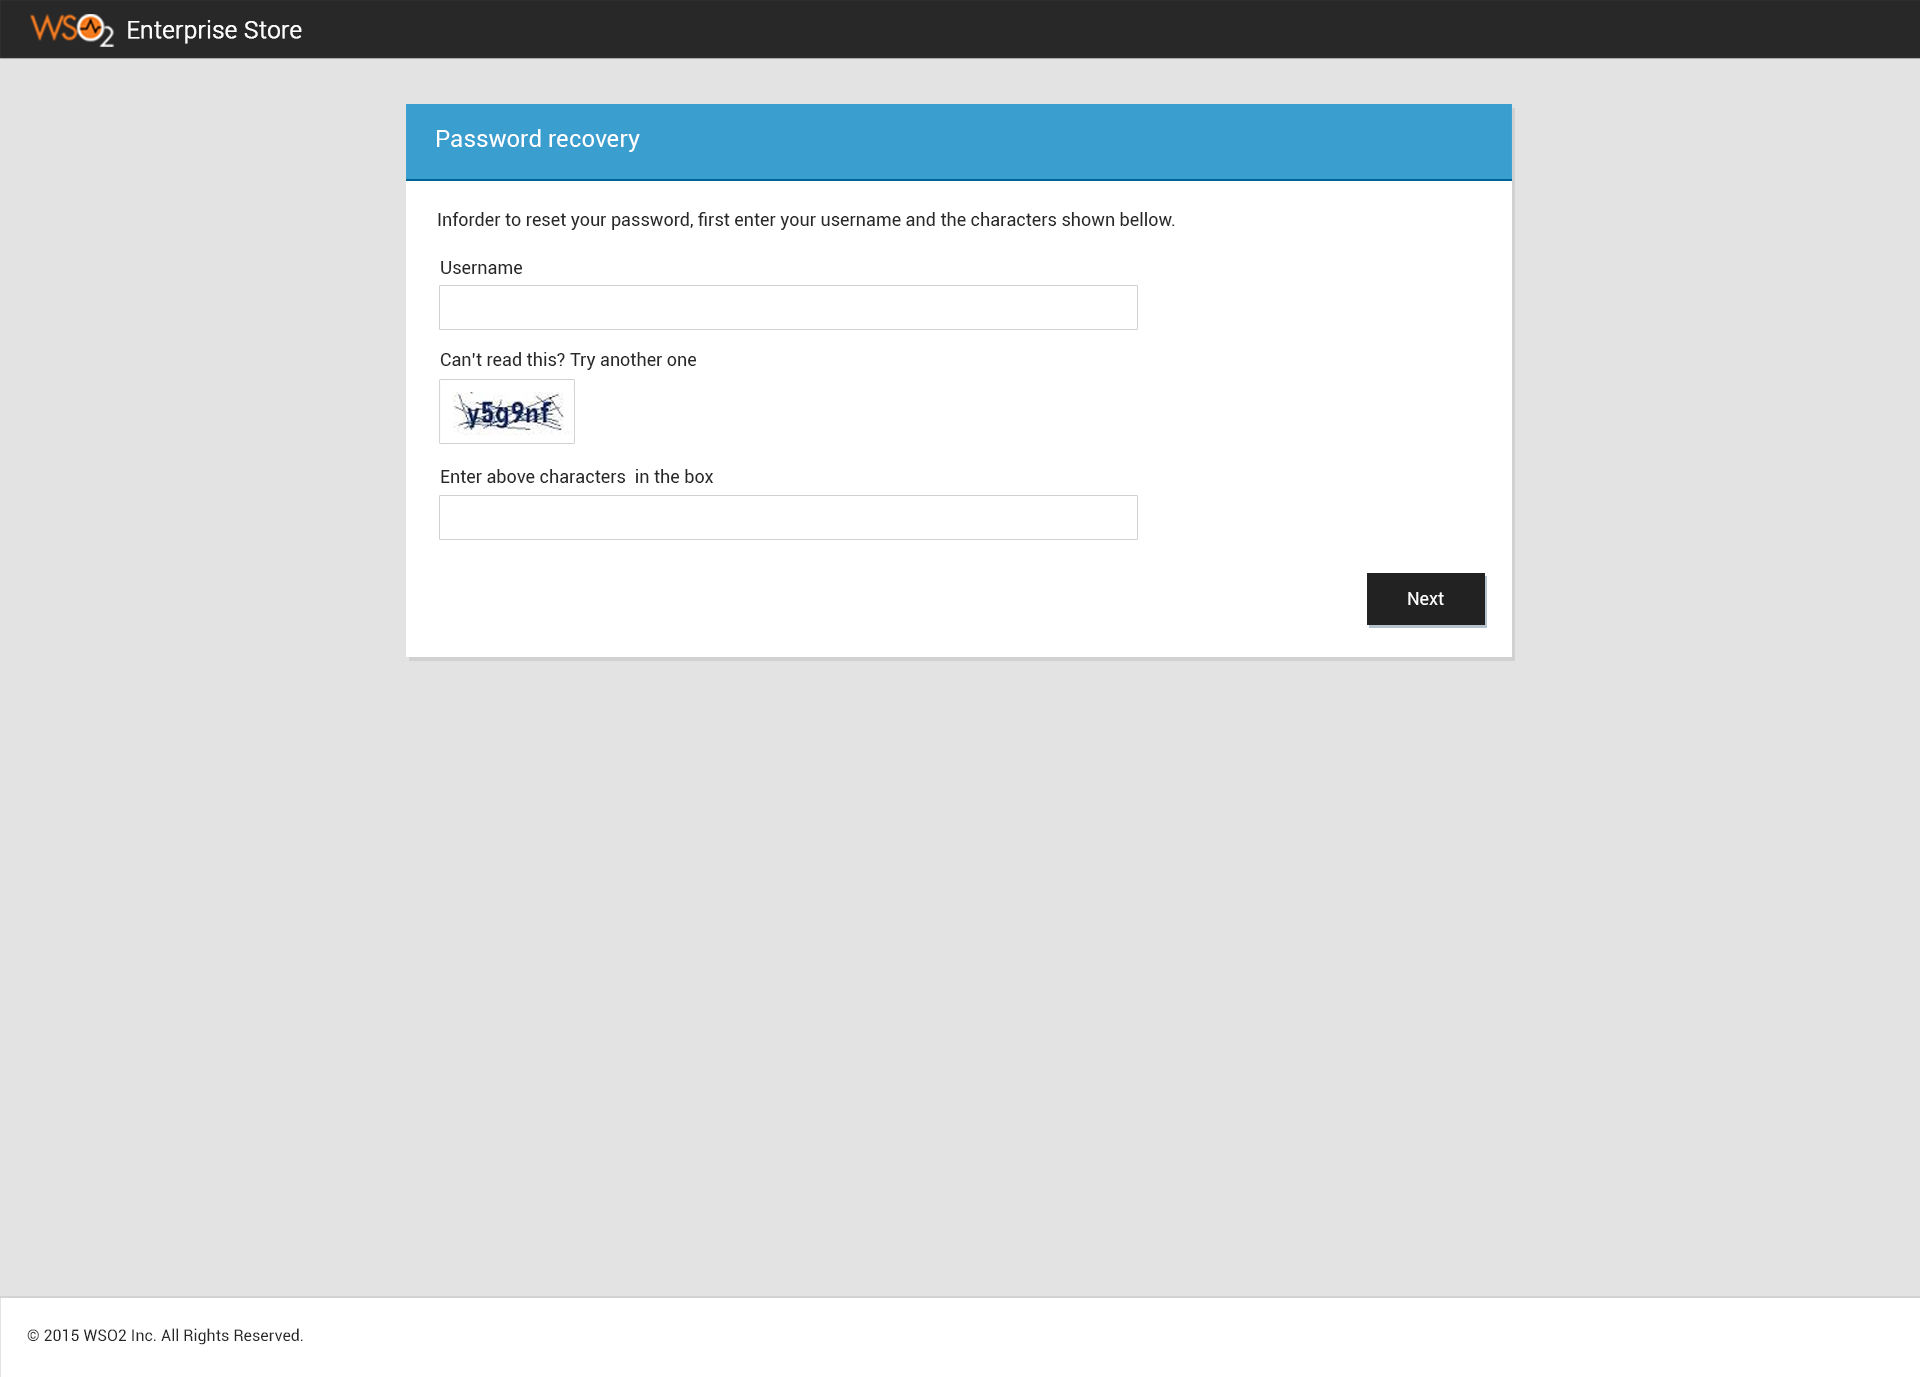 WSO2 Enterprise Store
Password recovery
Inforder to reset your password, first enter your username and the characters shown bellow.
Username
Can't read this? Try another one
y5g9nf
Enter above characters  in the box
Next
© 2015 WSO2 Inc. All Rights Reserved.